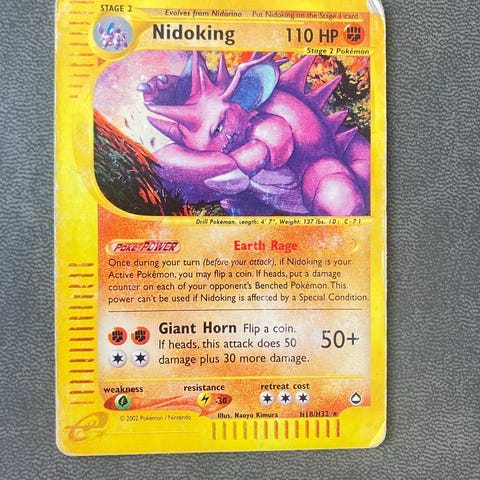 STAGE 2
Evolves from Nidorino Put Nidoking on the Stage 1 card
Nidoking 110 HP
Stage 2 Pokémon
Drill Pokémon. Length: 4' 7", Weight: 137 lbs. ID: C-71
POKÉ-POWER Earth Rage
Once during your turn (before your attack), if Nidoking is your
Active Pokémon, you may flip a coin. If heads, put a damage
counter on each of your opponent's Benched Pokémon. This
power can't be used if Nidoking is affected by a Special Condition.
Giant Horn Flip a coin.
If heads, this attack does 50
damage plus 30 more damage.
50+
weakness resistance retreat cost
-30
© 2002 Pokémon / Nintendo Illus. Naoyo Kimura H18/H32 ★
e